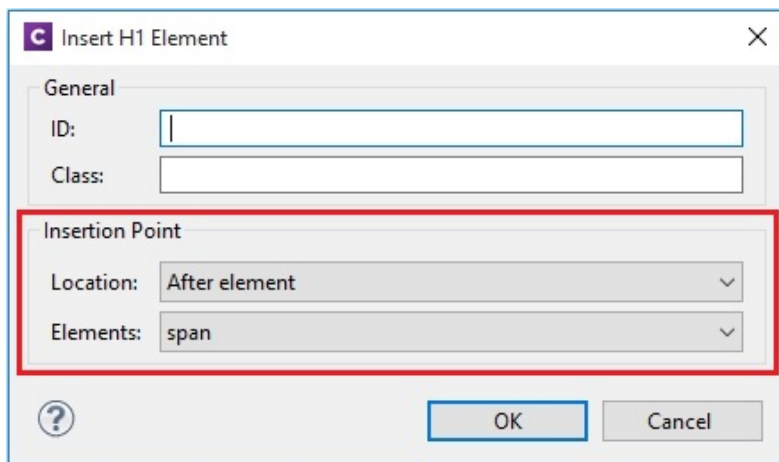 C Insert H1 Element
General
ID:
Class:
Insertion Point
Location: After element
Elements: span
? OK Cancel